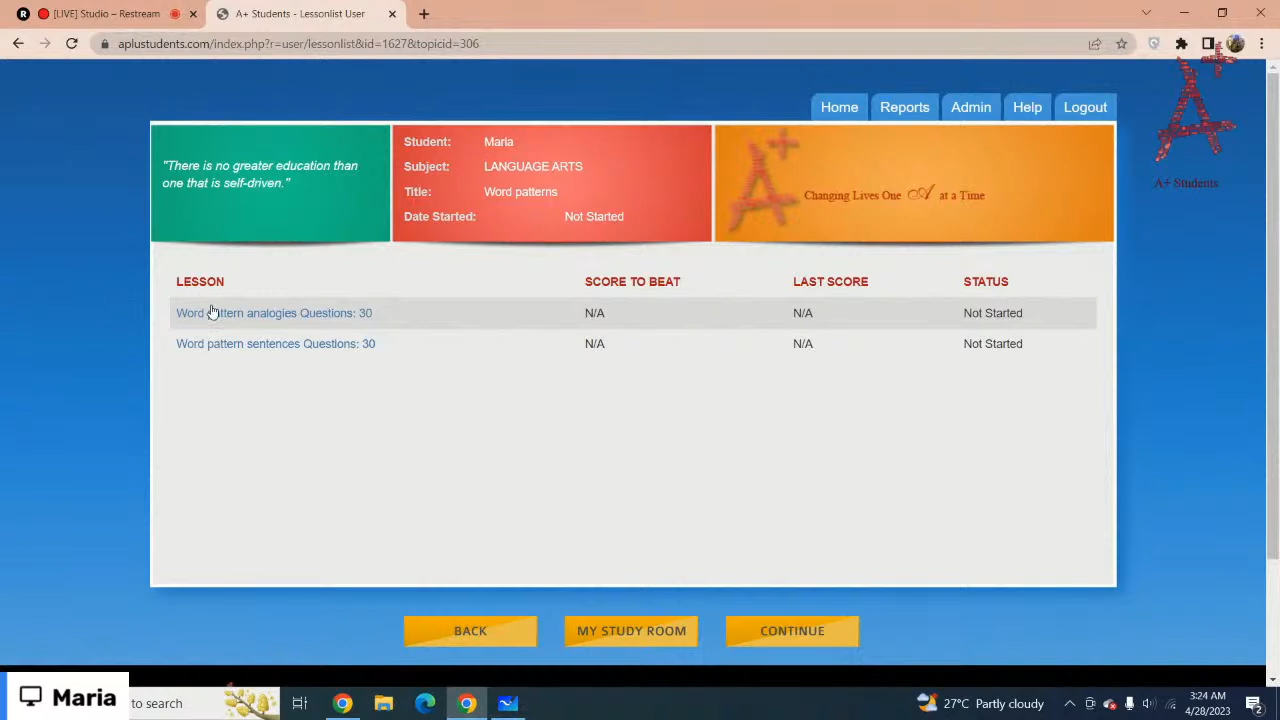 [LIVE] Studio - Restream
A+ Students - Lessonlist User
aplustudents.com/index.php?r=user/lessonlist&id=1627&topicid=306
Home
Reports
Admin
Help
Logout
"There is no greater education than
one that is self-driven."
Student: Maria
Subject: LANGUAGE ARTS
Title: Word patterns
Date Started: Not Started
A+
Changing Lives One A at a Time
A+
A+ Students
LESSON SCORE TO BEAT LAST SCORE STATUS
Word pattern analogies Questions: 30 N/A N/A Not Started
Word pattern sentences Questions: 30 N/A N/A Not Started
BACK
MY STUDY ROOM
CONTINUE
Maria
to search
27°C Partly cloudy
3:24 AM
4/28/2023
2